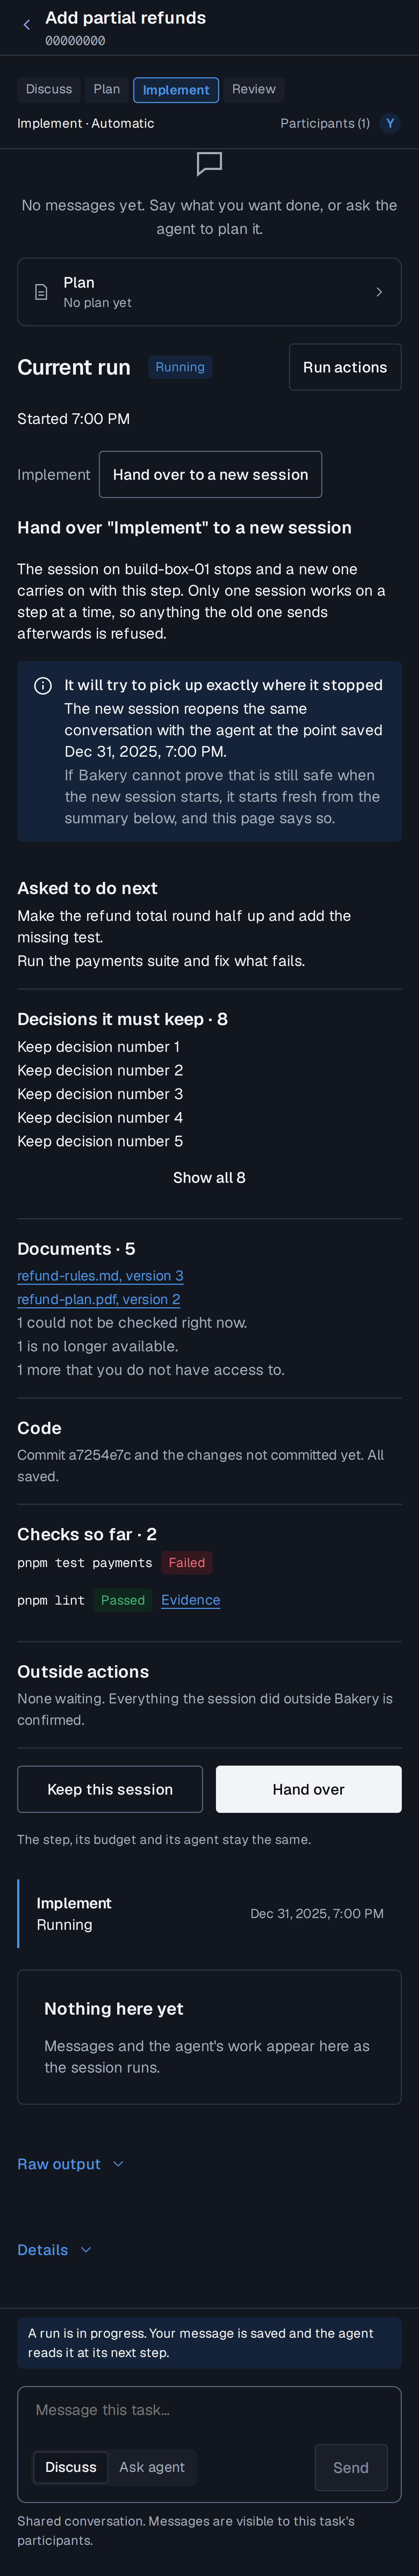 Add partial refunds
00000000
Discuss
Plan
Implement
Review
Implement · Automatic
Participants (1)
Y
No messages yet. Say what you want done, or ask the
agent to plan it.
Plan
No plan yet
Current run
Running
Run actions
Started 7:00 PM
Implement
Hand over to a new session
Hand over "Implement" to a new session
The session on build-box-01 stops and a new one
carries on with this step. Only one session works on a
step at a time, so anything the old one sends
afterwards is refused.
It will try to pick up exactly where it stopped
The new session reopens the same
conversation with the agent at the point saved
Dec 31, 2025, 7:00 PM.
If Bakery cannot prove that is still safe when
the new session starts, it starts fresh from the
summary below, and this page says so.
Asked to do next
Make the refund total round half up and add the
missing test.
Run the payments suite and fix what fails.
Decisions it must keep · 8
Keep decision number 1
Keep decision number 2
Keep decision number 3
Keep decision number 4
Keep decision number 5
Show all 8
Documents · 5
refund-rules.md, version 3
refund-plan.pdf, version 2
1 could not be checked right now.
1 is no longer available.
1 more that you do not have access to.
Code
Commit a7254e7c and the changes not committed yet. All
saved.
Checks so far · 2
pnpm test payments
Failed
pnpm lint
Passed
Evidence
Outside actions
None waiting. Everything the session did outside Bakery is
confirmed.
Keep this session
Hand over
The step, its budget and its agent stay the same.
Implement
Running
Dec 31, 2025, 7:00 PM
Nothing here yet
Messages and the agent's work appear here as
the session runs.
Raw output
Details
A run is in progress. Your message is saved and the agent
reads it at its next step.
Message this task...
Discuss
Ask agent
Send
Shared conversation. Messages are visible to this task's
participants.